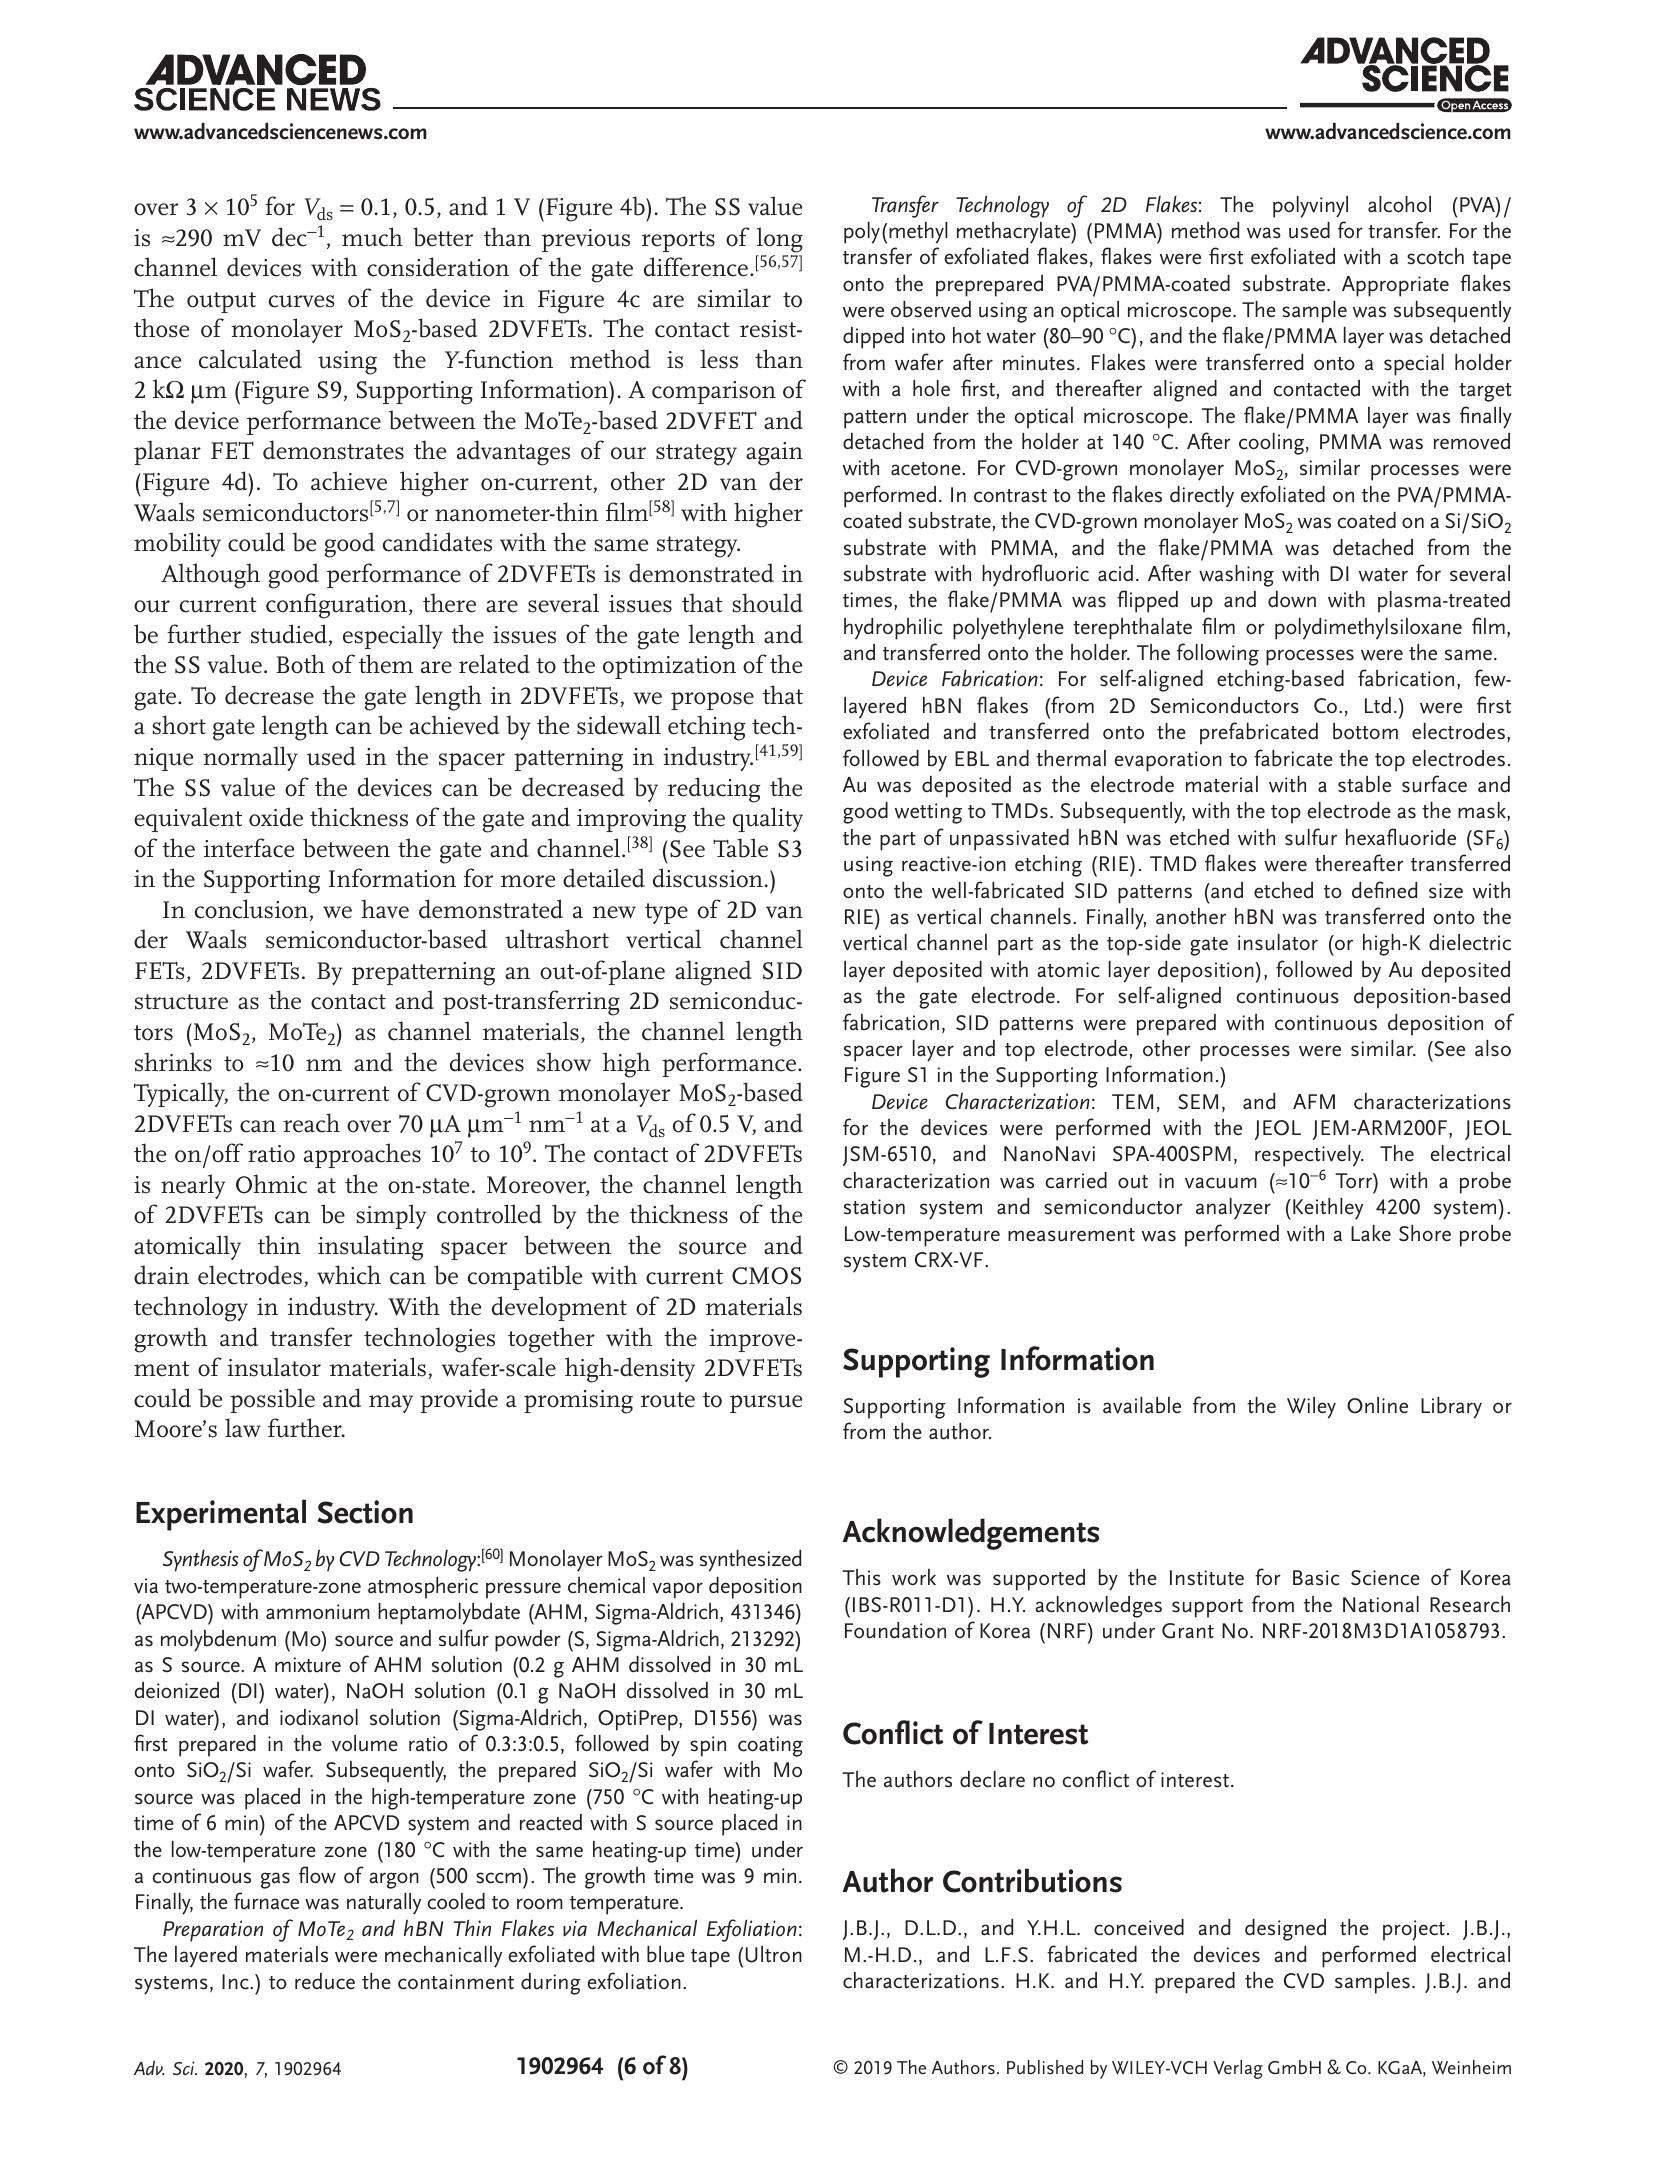 ADVANCED
SCIENCE NEWS
www.advancedsciencenews.com
ADVANCED
SCIENCE
Open Access
www.advancedscience.com
over 3 × 10⁵ for V_ds = 0.1, 0.5, and 1 V (Figure 4b). The SS value
is ≈290 mV dec⁻¹, much better than previous reports of long
channel devices with consideration of the gate difference.[56,57]
The output curves of the device in Figure 4c are similar to
those of monolayer MoS₂-based 2DVFETs. The contact resist-
ance calculated using the Y-function method is less than
2 kΩ µm (Figure S9, Supporting Information). A comparison of
the device performance between the MoTe₂-based 2DVFET and
planar FET demonstrates the advantages of our strategy again
(Figure 4d). To achieve higher on-current, other 2D van der
Waals semiconductors[5,7] or nanometer-thin film[58] with higher
mobility could be good candidates with the same strategy.
Although good performance of 2DVFETs is demonstrated in
our current configuration, there are several issues that should
be further studied, especially the issues of the gate length and
the SS value. Both of them are related to the optimization of the
gate. To decrease the gate length in 2DVFETs, we propose that
a short gate length can be achieved by the sidewall etching tech-
nique normally used in the spacer patterning in industry.[41,59]
The SS value of the devices can be decreased by reducing the
equivalent oxide thickness of the gate and improving the quality
of the interface between the gate and channel.[38] (See Table S3
in the Supporting Information for more detailed discussion.)
In conclusion, we have demonstrated a new type of 2D van
der Waals semiconductor-based ultrashort vertical channel
FETs, 2DVFETs. By prepatterning an out-of-plane aligned SID
structure as the contact and post-transferring 2D semiconduc-
tors (MoS₂, MoTe₂) as channel materials, the channel length
shrinks to ≈10 nm and the devices show high performance.
Typically, the on-current of CVD-grown monolayer MoS₂-based
2DVFETs can reach over 70 µA µm⁻¹ nm⁻¹ at a V_ds of 0.5 V, and
the on/off ratio approaches 10⁷ to 10⁹. The contact of 2DVFETs
is nearly Ohmic at the on-state. Moreover, the channel length
of 2DVFETs can be simply controlled by the thickness of the
atomically thin insulating spacer between the source and
drain electrodes, which can be compatible with current CMOS
technology in industry. With the development of 2D materials
growth and transfer technologies together with the improve-
ment of insulator materials, wafer-scale high-density 2DVFETs
could be possible and may provide a promising route to pursue
Moore's law further.
Experimental Section
Synthesis of MoS₂ by CVD Technology:[60] Monolayer MoS₂ was synthesized
via two-temperature-zone atmospheric pressure chemical vapor deposition
(APCVD) with ammonium heptamolybdate (AHM, Sigma-Aldrich, 431346)
as molybdenum (Mo) source and sulfur powder (S, Sigma-Aldrich, 213292)
as S source. A mixture of AHM solution (0.2 g AHM dissolved in 30 mL
deionized (DI) water), NaOH solution (0.1 g NaOH dissolved in 30 mL
DI water), and iodixanol solution (Sigma-Aldrich, OptiPrep, D1556) was
first prepared in the volume ratio of 0.3:3:0.5, followed by spin coating
onto SiO₂/Si wafer. Subsequently, the prepared SiO₂/Si wafer with Mo
source was placed in the high-temperature zone (750 °C with heating-up
time of 6 min) of the APCVD system and reacted with S source placed in
the low-temperature zone (180 °C with the same heating-up time) under
a continuous gas flow of argon (500 sccm). The growth time was 9 min.
Finally, the furnace was naturally cooled to room temperature.
Preparation of MoTe₂ and hBN Thin Flakes via Mechanical Exfoliation:
The layered materials were mechanically exfoliated with blue tape (Ultron
systems, Inc.) to reduce the containment during exfoliation.
Transfer Technology of 2D Flakes: The polyvinyl alcohol (PVA)/
poly(methyl methacrylate) (PMMA) method was used for transfer. For the
transfer of exfoliated flakes, flakes were first exfoliated with a scotch tape
onto the preprepared PVA/PMMA-coated substrate. Appropriate flakes
were observed using an optical microscope. The sample was subsequently
dipped into hot water (80–90 °C), and the flake/PMMA layer was detached
from wafer after minutes. Flakes were transferred onto a special holder
with a hole first, and thereafter aligned and contacted with the target
pattern under the optical microscope. The flake/PMMA layer was finally
detached from the holder at 140 °C. After cooling, PMMA was removed
with acetone. For CVD-grown monolayer MoS₂, similar processes were
performed. In contrast to the flakes directly exfoliated on the PVA/PMMA-
coated substrate, the CVD-grown monolayer MoS₂ was coated on a Si/SiO₂
substrate with PMMA, and the flake/PMMA was detached from the
substrate with hydrofluoric acid. After washing with DI water for several
times, the flake/PMMA was flipped up and down with plasma-treated
hydrophilic polyethylene terephthalate film or polydimethylsiloxane film,
and transferred onto the holder. The following processes were the same.
Device Fabrication: For self-aligned etching-based fabrication, few-
layered hBN flakes (from 2D Semiconductors Co., Ltd.) were first
exfoliated and transferred onto the prefabricated bottom electrodes,
followed by EBL and thermal evaporation to fabricate the top electrodes.
Au was deposited as the electrode material with a stable surface and
good wetting to TMDs. Subsequently, with the top electrode as the mask,
the part of unpassivated hBN was etched with sulfur hexafluoride (SF₆)
using reactive-ion etching (RIE). TMD flakes were thereafter transferred
onto the well-fabricated SID patterns (and etched to defined size with
RIE) as vertical channels. Finally, another hBN was transferred onto the
vertical channel part as the top-side gate insulator (or high-K dielectric
layer deposited with atomic layer deposition), followed by Au deposited
as the gate electrode. For self-aligned continuous deposition-based
fabrication, SID patterns were prepared with continuous deposition of
spacer layer and top electrode, other processes were similar. (See also
Figure S1 in the Supporting Information.)
Device Characterization: TEM, SEM, and AFM characterizations
for the devices were performed with the JEOL JEM-ARM200F, JEOL
JSM-6510, and NanoNavi SPA-400SPM, respectively. The electrical
characterization was carried out in vacuum (≈10⁻⁶ Torr) with a probe
station system and semiconductor analyzer (Keithley 4200 system).
Low-temperature measurement was performed with a Lake Shore probe
system CRX-VF.
Supporting Information
Supporting Information is available from the Wiley Online Library or
from the author.
Acknowledgements
This work was supported by the Institute for Basic Science of Korea
(IBS-R011-D1). H.Y. acknowledges support from the National Research
Foundation of Korea (NRF) under Grant No. NRF-2018M3D1A1058793.
Conflict of Interest
The authors declare no conflict of interest.
Author Contributions
J.B.J., D.L.D., and Y.H.L. conceived and designed the project. J.B.J.,
M.-H.D., and L.F.S. fabricated the devices and performed electrical
characterizations. H.K. and H.Y. prepared the CVD samples. J.B.J. and
Adv. Sci. 2020, 7, 1902964
1902964 (6 of 8)
© 2019 The Authors. Published by WILEY-VCH Verlag GmbH & Co. KGaA, Weinheim